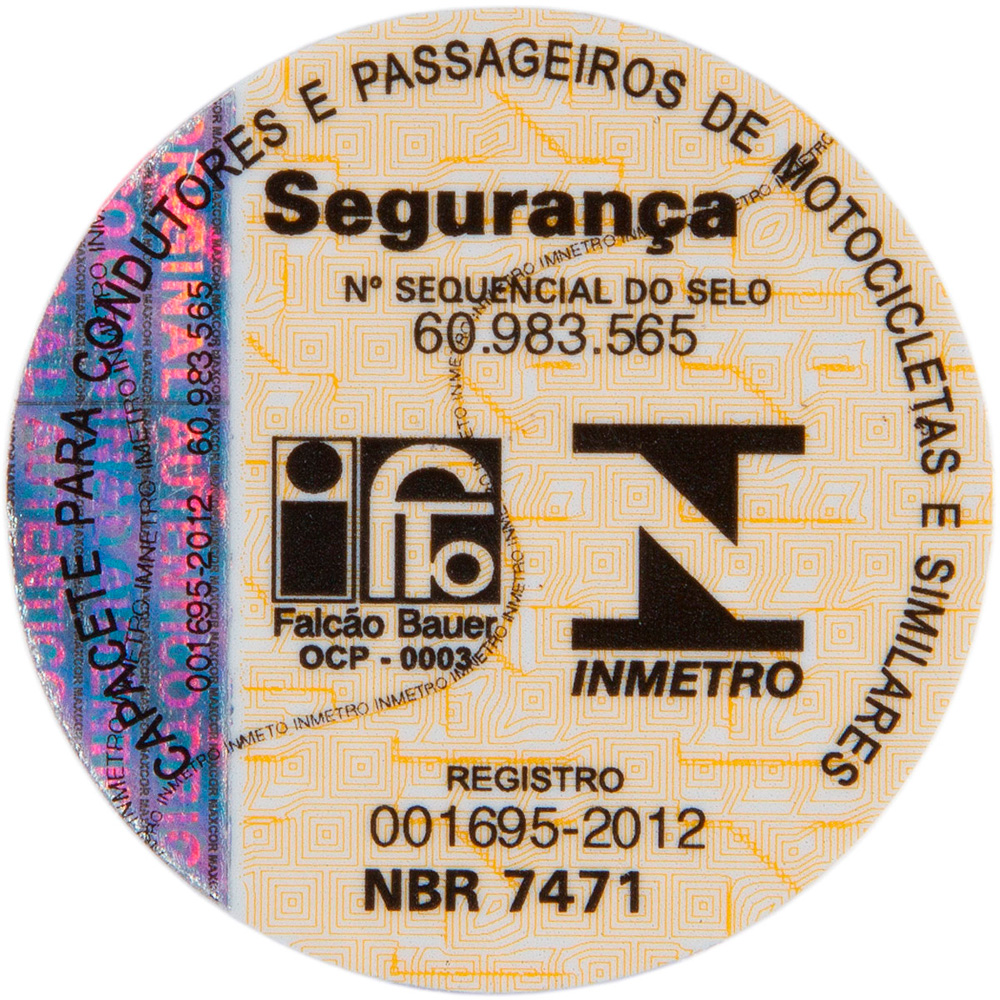 CAPACETE PARA CONDUTORES E PASSAGEIROS DE MOTOCICLETAS E SIMILARES
Segurança
Nº SEQUENCIAL DO SELO
60.983.565
ifb
Falcão Bauer
OCP - 0003
INMETRO
REGISTRO
001695-2012
NBR 7471
001695-2012 60.983.565